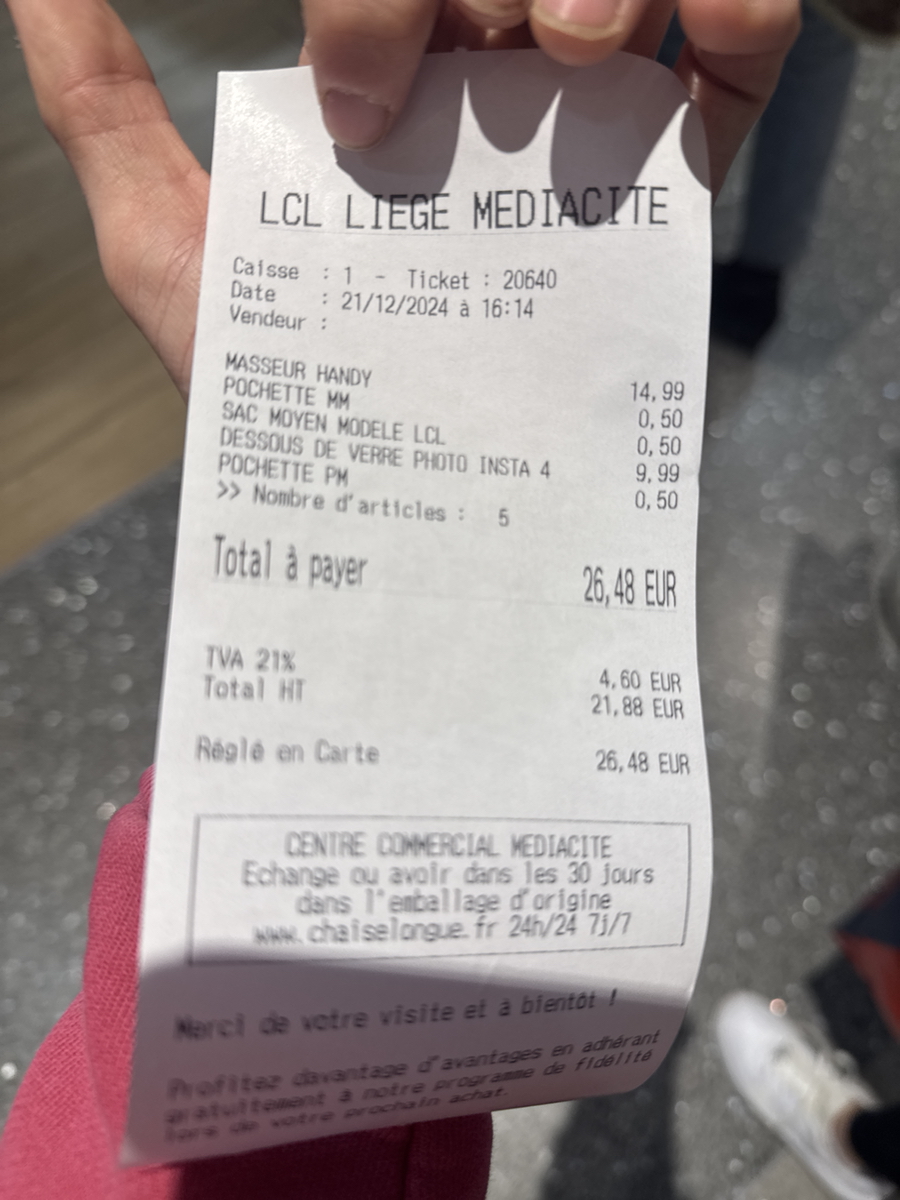 LCL LIEGE MEDIACITE
Caisse : 1 - Ticket : 20640
Date : 21/12/2024 à 16:14
Vendeur :
MASSEUR HANDY 14,99
POCHETTE MM 0,50
SAC MOYEN MODELE LCL 0,50
DESSOUS DE VERRE PHOTO INSTA 4 9,99
POCHETTE PM 0,50
>> Nombre d'articles : 5
Total à payer 26,48 EUR
TVA 21% 4,60 EUR
Total HT 21,88 EUR
Réglé en Carte 26,48 EUR
CENTRE COMMERCIAL MEDIACITE
Echange ou avoir dans les 30 jours
dans l'emballage d'origine
www.chaiselongue.fr 24h/24 7j/7
Merci de votre visite et à bientôt !
Profitez davantage d'avantages en adhérant
gratuitement à notre programme de fidélité
lors de votre prochain achat.